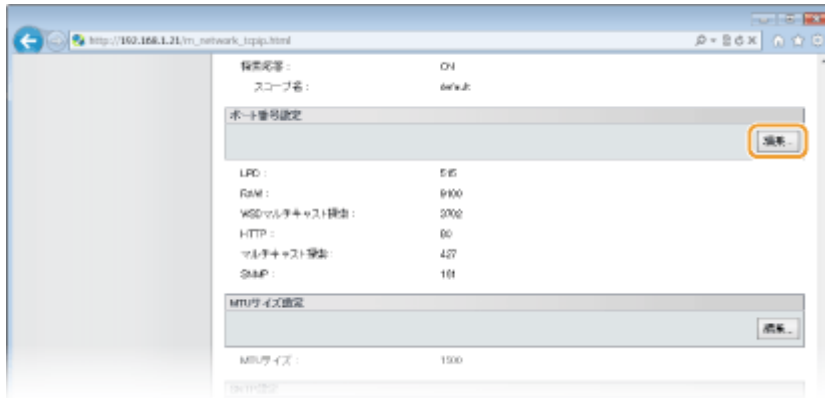 http://192.168.1.21/m_network_tcpip.html
探索応答： ON
スコープ名： default
ポート番号設定
編集...
LPD： 515
RAW： 9100
WSDマルチキャスト探索： 3702
HTTP： 80
マルチキャスト探索： 427
SNMP： 161
MTUサイズ設定
編集...
MTUサイズ： 1500